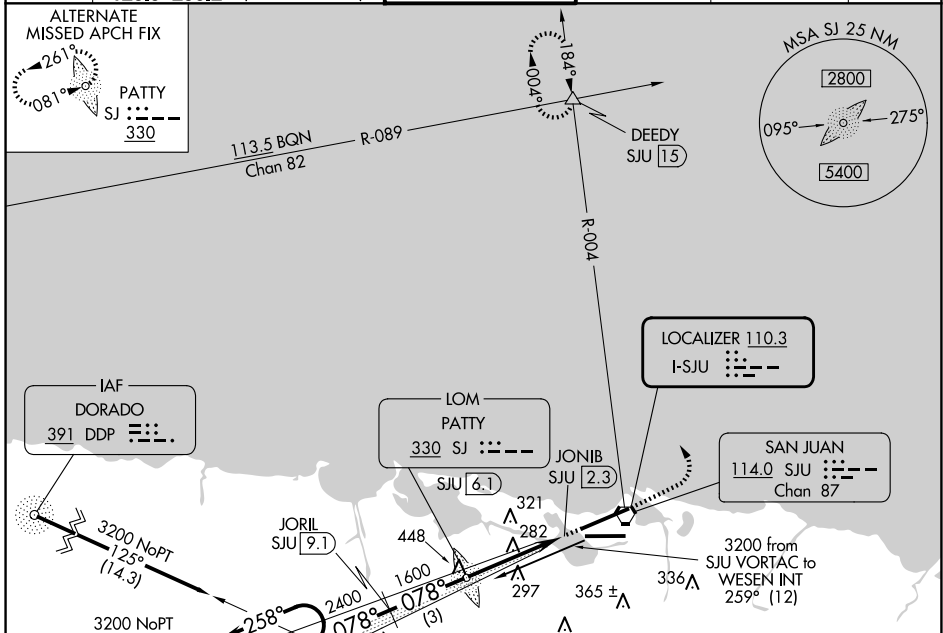 ALTERNATE
MISSED APCH FIX
261°
081°
PATTY
SJ
330
184°
004°
MSA SJ 25 NM
2800
095°
275°
5400
113.5 BQN
Chan 82
R-089
DEEDY
SJU 15
R-004
LOCALIZER 110.3
I-SJU
IAF
DORADO
391 DDP
LOM
PATTY
330 SJ
SJU 6.1
JONIB
SJU 2.3
SAN JUAN
114.0 SJU
Chan 87
JORIL
SJU 9.1
448
321
282
297
365 ±
336
3200 from
SJU VORTAC to
WESEN INT
259° (12)
3200 NoPT
125°
(14.3)
2400
1600
258°
078°
078°
(3)
3200 NoPT